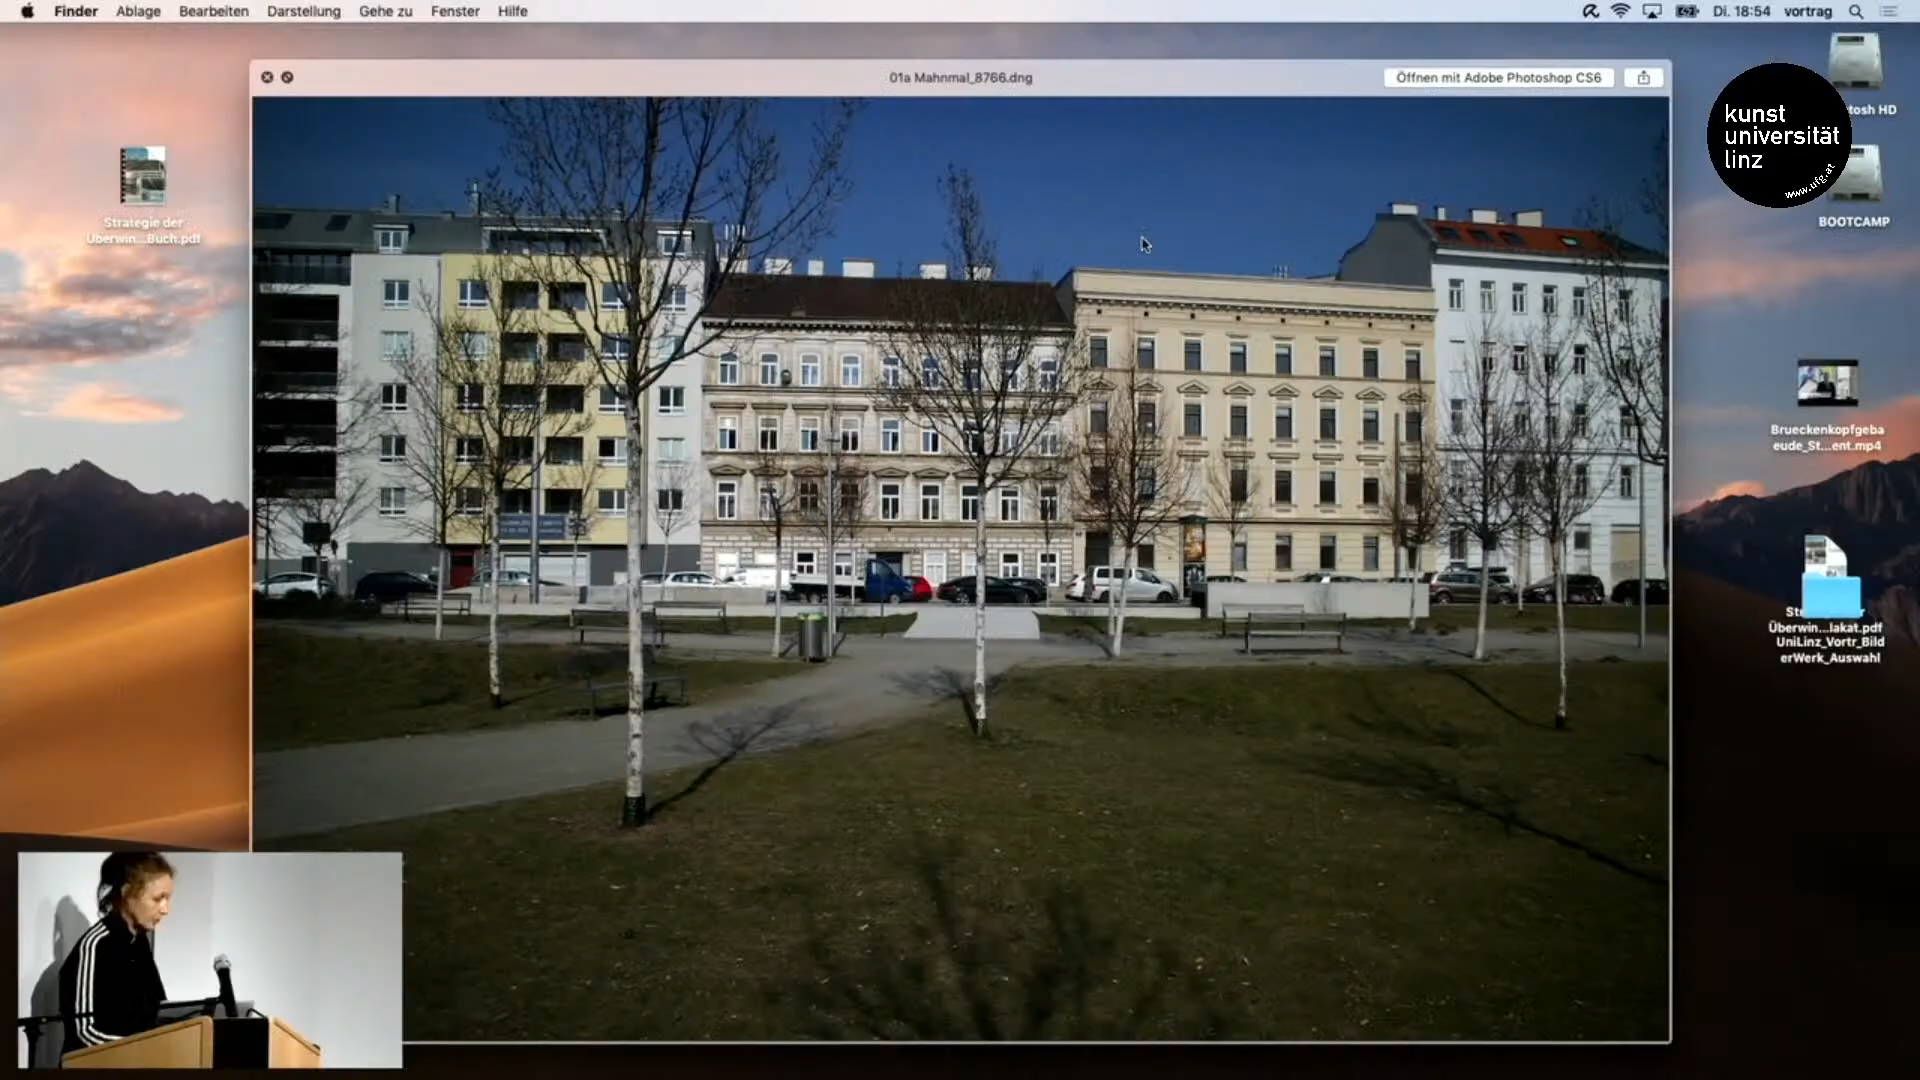 Finder Ablage Bearbeiten Darstellung Gehe zu Fenster Hilfe
Di. 18:54 vortrag
01a Mahnmal_8766.dng
Öffnen mit Adobe Photoshop CS6
Strategie der
Überwin...Buch.pdf
kunst
universität
linz
www.ufg.at
tosh HD
BOOTCAMP
Brueckenkopfgeba
eude_St...ent.mp4
Überwin...lakat.pdf
UniLinz_Vortr_Bild
erWerk_Auswahl